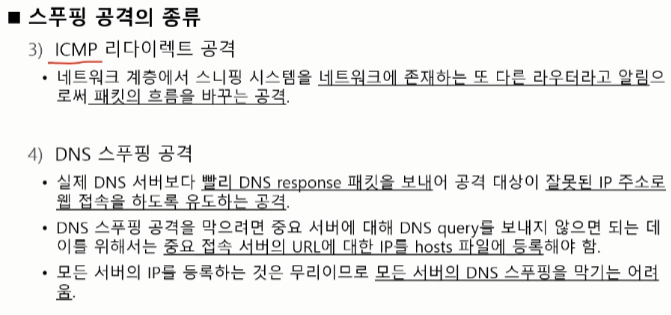 ■ 스푸핑 공격의 종류
3) ICMP 리다이렉트 공격
• 네트워크 계층에서 스니핑 시스템을 네트워크에 존재하는 또 다른 라우터라고 알림으
로써 패킷의 흐름을 바꾸는 공격.
4) DNS 스푸핑 공격
• 실제 DNS 서버보다 빨리 DNS response 패킷을 보내어 공격 대상이 잘못된 IP 주소로
웹 접속을 하도록 유도하는 공격.
• DNS 스푸핑 공격을 막으려면 중요 서버에 대해 DNS query를 보내지 않으면 되는 데
이를 위해서는 중요 접속 서버의 URL에 대한 IP를 hosts 파일에 등록해야 함.
• 모든 서버의 IP를 등록하는 것은 무리이므로 모든 서버의 DNS 스푸핑을 막기는 어려
움.